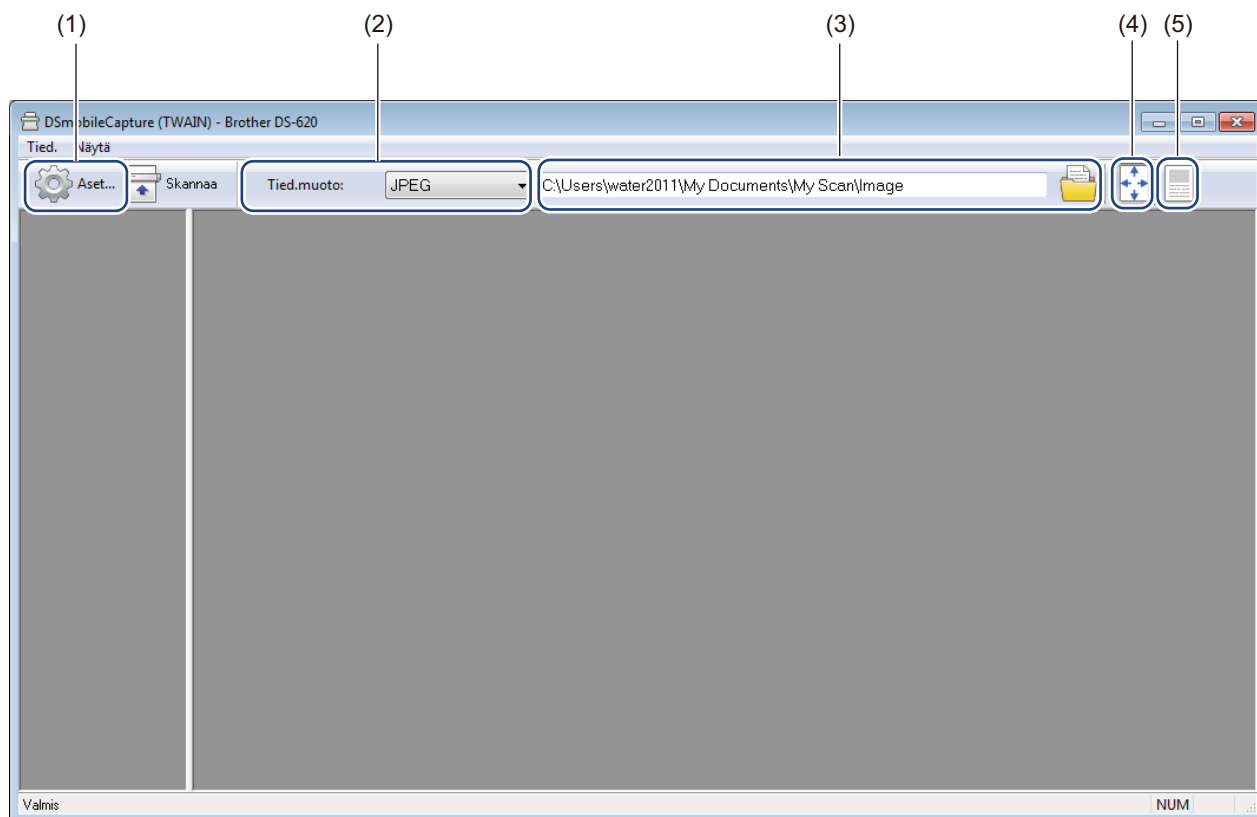 (1) (2) (3) (4) (5)
DSmobileCapture (TWAIN) - Brother DS-620
Tied. Näytä
Aset... Skannaa Tied.muoto: JPEG C:\Users\water2011\My Documents\My Scan\Image
Valmis NUM